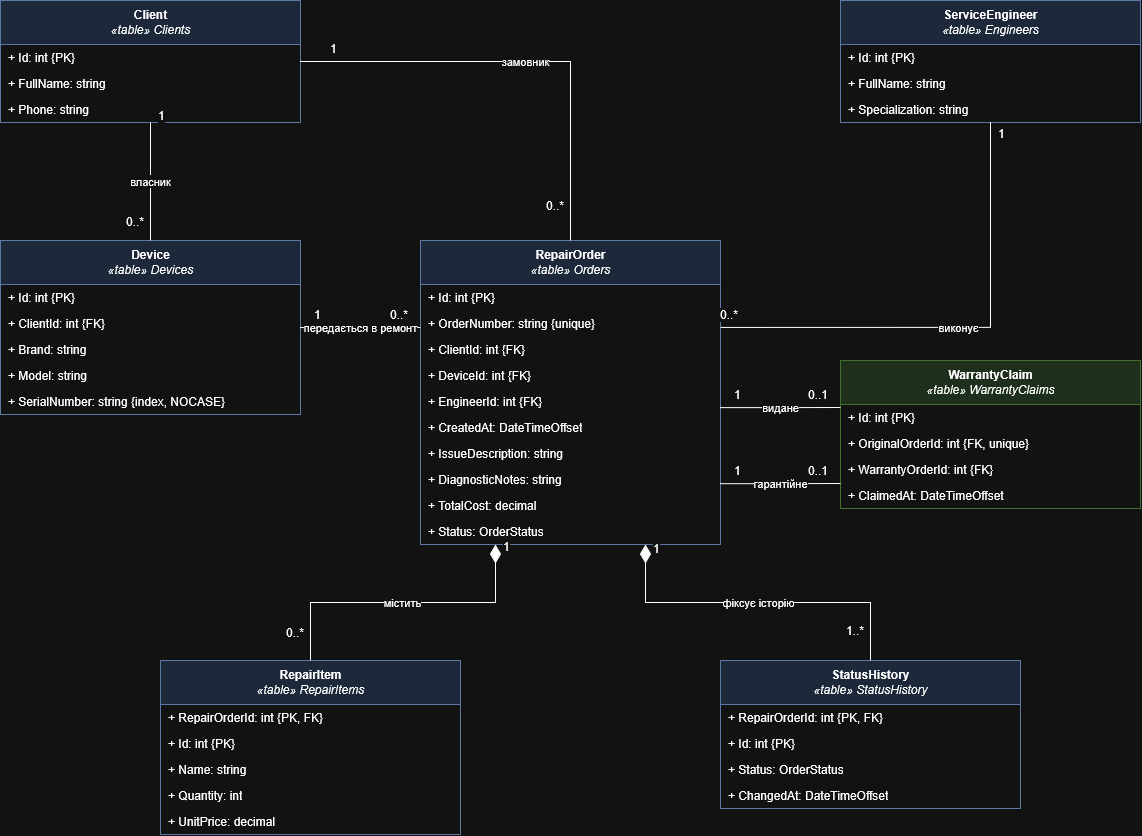 Client
«table» Clients
+ Id: int {PK}
+ FullName: string
+ Phone: string
ServiceEngineer
«table» Engineers
+ Id: int {PK}
+ FullName: string
+ Specialization: string
1
замовник
0..*
1
власник
0..*
1
Device
«table» Devices
+ Id: int {PK}
+ ClientId: int {FK}
+ Brand: string
+ Model: string
+ SerialNumber: string {index, NOCASE}
1
0..*
передається в ремонт
RepairOrder
«table» Orders
+ Id: int {PK}
+ OrderNumber: string {unique}
+ ClientId: int {FK}
+ DeviceId: int {FK}
+ EngineerId: int {FK}
+ CreatedAt: DateTimeOffset
+ IssueDescription: string
+ DiagnosticNotes: string
+ TotalCost: decimal
+ Status: OrderStatus
0..*
виконує
1
0..1
видане
1
0..1
гарантійне
WarrantyClaim
«table» WarrantyClaims
+ Id: int {PK}
+ OriginalOrderId: int {FK, unique}
+ WarrantyOrderId: int {FK}
+ ClaimedAt: DateTimeOffset
1
містить
0..*
1
фіксує історію
1..*
RepairItem
«table» RepairItems
+ RepairOrderId: int {PK, FK}
+ Id: int {PK}
+ Name: string
+ Quantity: int
+ UnitPrice: decimal
StatusHistory
«table» StatusHistory
+ RepairOrderId: int {PK, FK}
+ Id: int {PK}
+ Status: OrderStatus
+ ChangedAt: DateTimeOffset